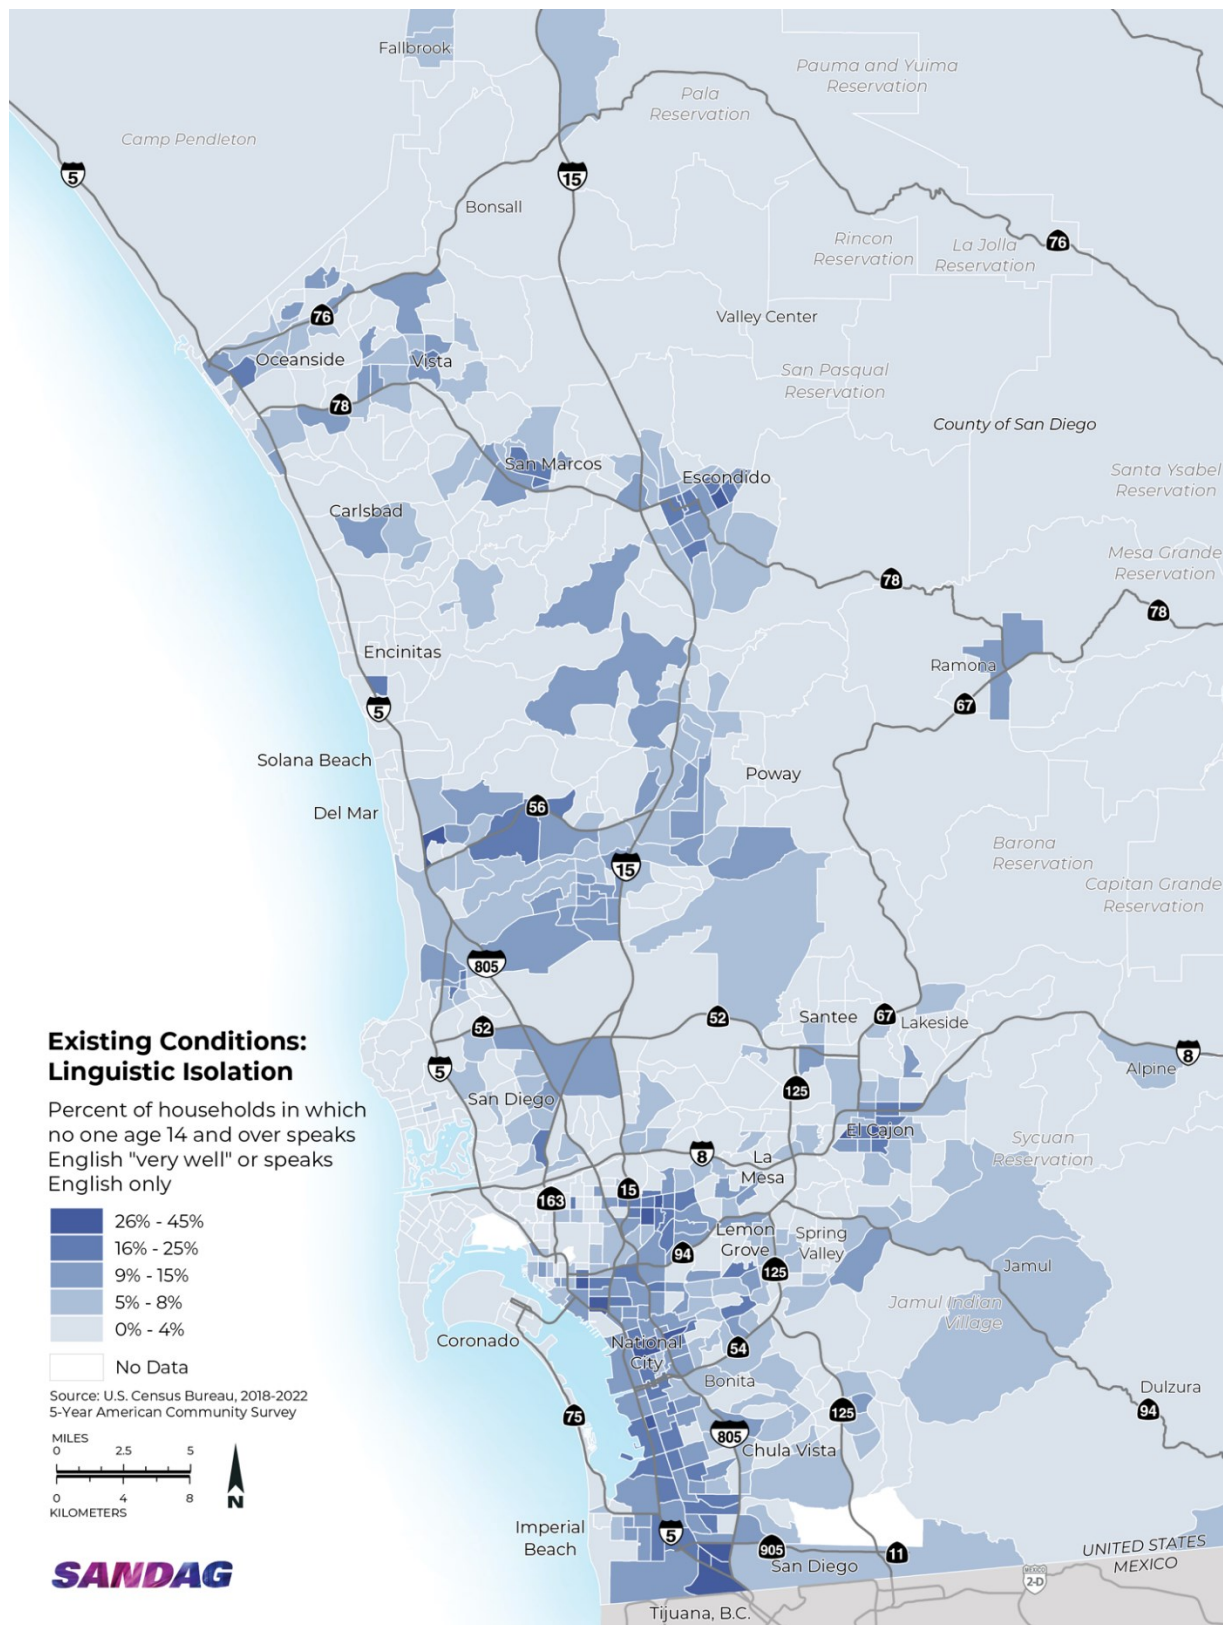 Fallbrook
Pauma and Yuima
Reservation
Pala
Reservation
Camp Pendleton
5
15
Bonsall
Rincon
Reservation
La Jolla
Reservation
76
76
Valley Center
Oceanside
Vista
San Pasqual
Reservation
78
County of San Diego
San Marcos
Escondido
Santa Ysabel
Reservation
Carlsbad
Mesa Grande
Reservation
78
78
Encinitas
Ramona
67
5
Solana Beach
Poway
Del Mar
56
Barona
Reservation
15
Capitan Grande
Reservation
805
52
52
Santee
67
Lakeside
5
8
Alpine
125
San Diego
El Cajon
Sycuan
Reservation
8
La
Mesa
163
15
Lemon
Grove
Spring
Valley
94
125
Jamul
Jamul Indian
Village
Coronado
National
City
54
Bonita
Dulzura
94
75
125
805
Chula Vista
Imperial
Beach
5
905
San Diego
11
UNITED STATES
MEXICO
MEXICO
2-D
Tijuana, B.C.
Existing Conditions:
Linguistic Isolation
Percent of households in which
no one age 14 and over speaks
English "very well" or speaks
English only
26% - 45%
16% - 25%
9% - 15%
5% - 8%
0% - 4%
No Data
Source: U.S. Census Bureau, 2018-2022
5-Year American Community Survey
MILES
0 2.5 5
0 4 8
KILOMETERS
N
SANDAG